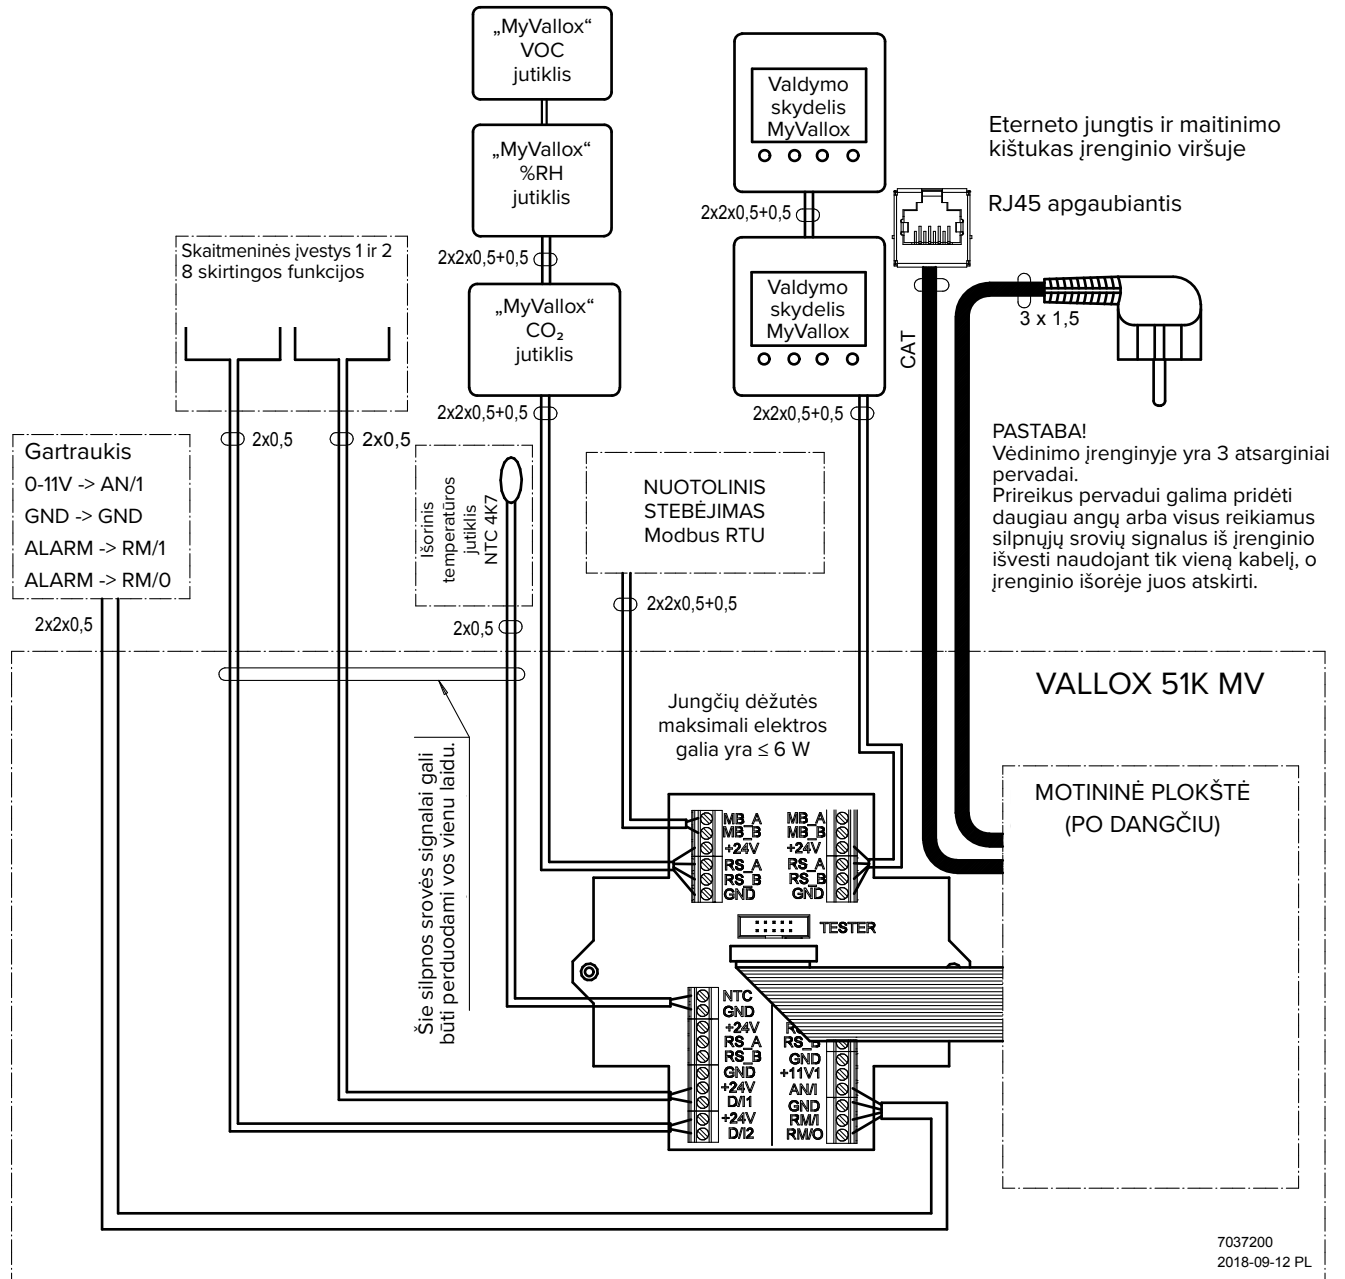 „MyVallox“
VOC
jutiklis
„MyVallox“
%RH
jutiklis
2x2x0,5+0,5
„MyVallox“
CO₂
jutiklis
2x2x0,5+0,5
Valdymo
skydelis
MyVallox
2x2x0,5+0,5
Valdymo
skydelis
MyVallox
2x2x0,5+0,5
Eterneto jungtis ir maitinimo
kištukas įrenginio viršuje
RJ45 apgaubiantis
CAT
3 x 1,5
PASTABA!
Vėdinimo įrenginyje yra 3 atsarginiai
pervadai.
Prireikus pervadui galima pridėti
daugiau angų arba visus reikiamus
silpnųjų srovių signalus iš įrenginio
išvesti naudojant tik vieną kabelį, o
įrenginio išorėje juos atskirti.
Skaitmeninės įvestys 1 ir 2
8 skirtingos funkcijos
2x0,5
2x0,5
Gartraukis
0-11V -> AN/1
GND -> GND
ALARM -> RM/1
ALARM -> RM/0
2x2x0,5
Išorinis
temperatūros
jutiklis
NTC 4K7
2x0,5
NUOTOLINIS
STEBĖJIMAS
Modbus RTU
2x2x0,5+0,5
Šie silpnos srovės signalai gali
būti perduodami vos vienu laidu.
Jungčių dėžutės
maksimali elektros
galia yra ≤ 6 W
VALLOX 51K MV
MOTININĖ PLOKŠTĖ
(PO DANGČIU)
MB_A
MB_B
+24V
RS_A
RS_B
GND
MB_A
MB_B
+24V
RS_A
RS_B
GND
TESTER
NTC
GND
+24V
RS_A
RS_B
GND
+24V
D/I1
+24V
D/I2
RS_B
GND
+11V1
AN/I
GND
RM/I
RM/O
7037200
2018-09-12 PL